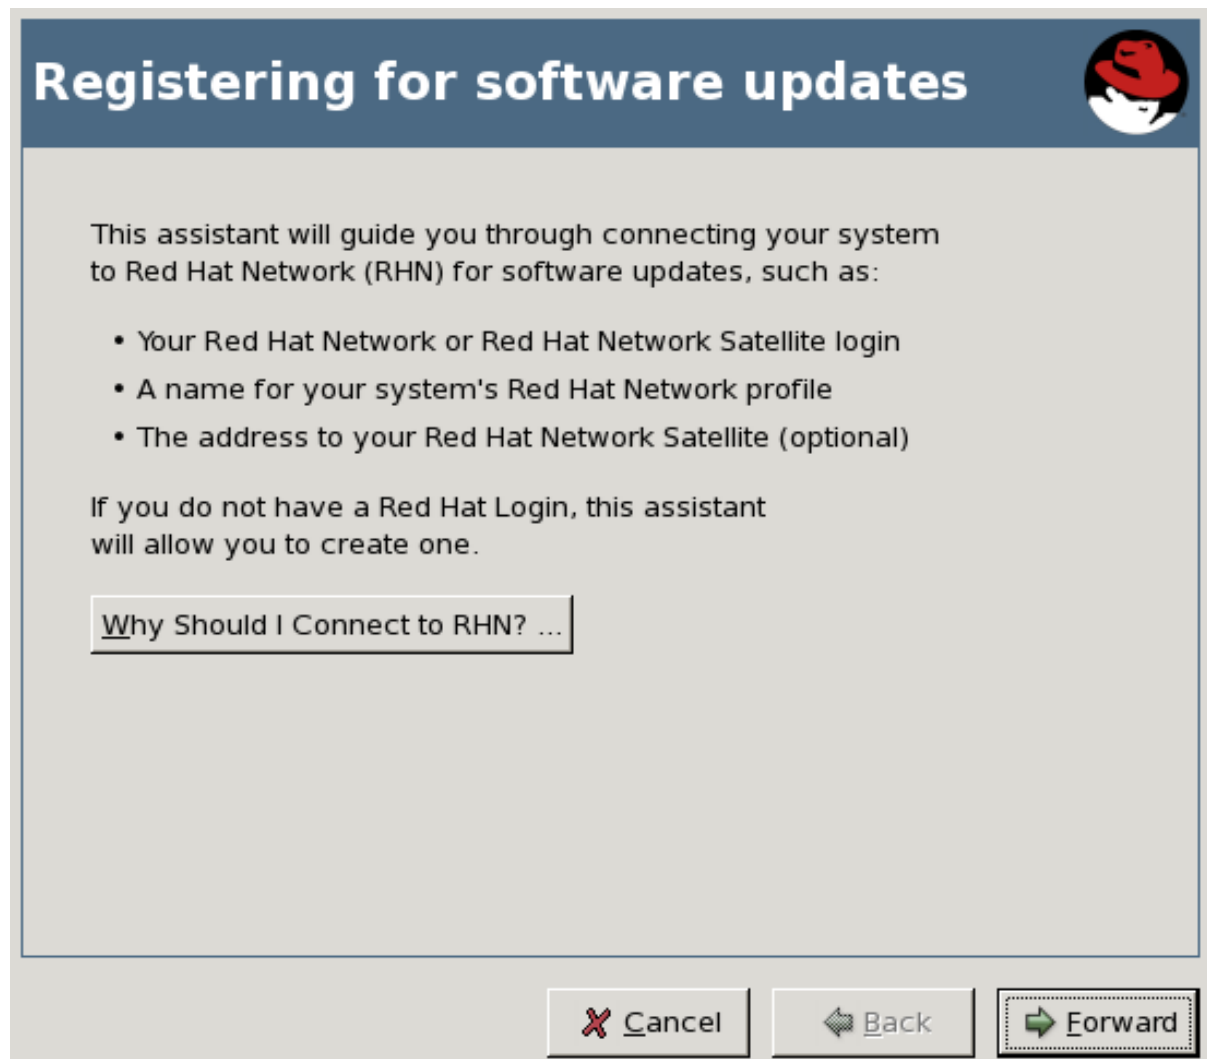 Registering for software updates
This assistant will guide you through connecting your system
to Red Hat Network (RHN) for software updates, such as:
• Your Red Hat Network or Red Hat Network Satellite login
• A name for your system's Red Hat Network profile
• The address to your Red Hat Network Satellite (optional)
If you do not have a Red Hat Login, this assistant
will allow you to create one.
Why Should I Connect to RHN? ...
Cancel
Back
Forward